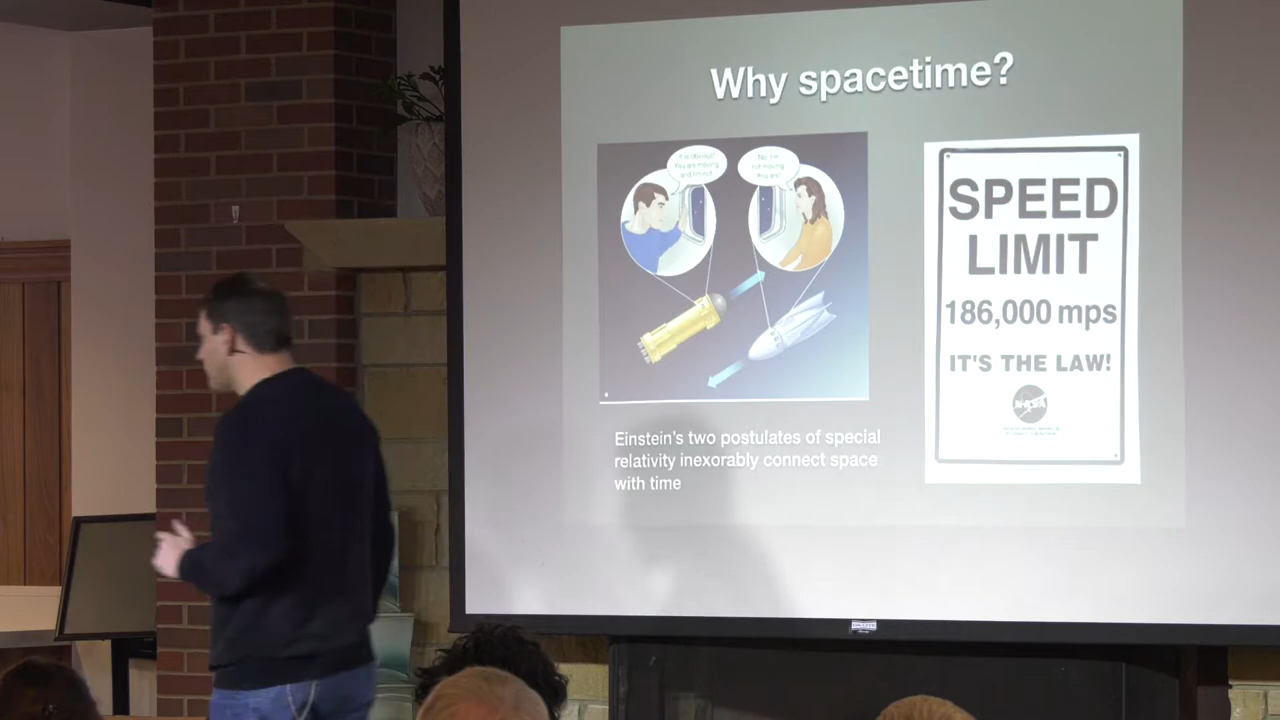 Why spacetime?
It is obvious!
You are moving
and I'm not.
No, I'm
not moving
You are!
SPEED
LIMIT
186,000 mps
IT'S THE LAW!
NASA
Einstein's two postulates of special
relativity inexorably connect space
with time